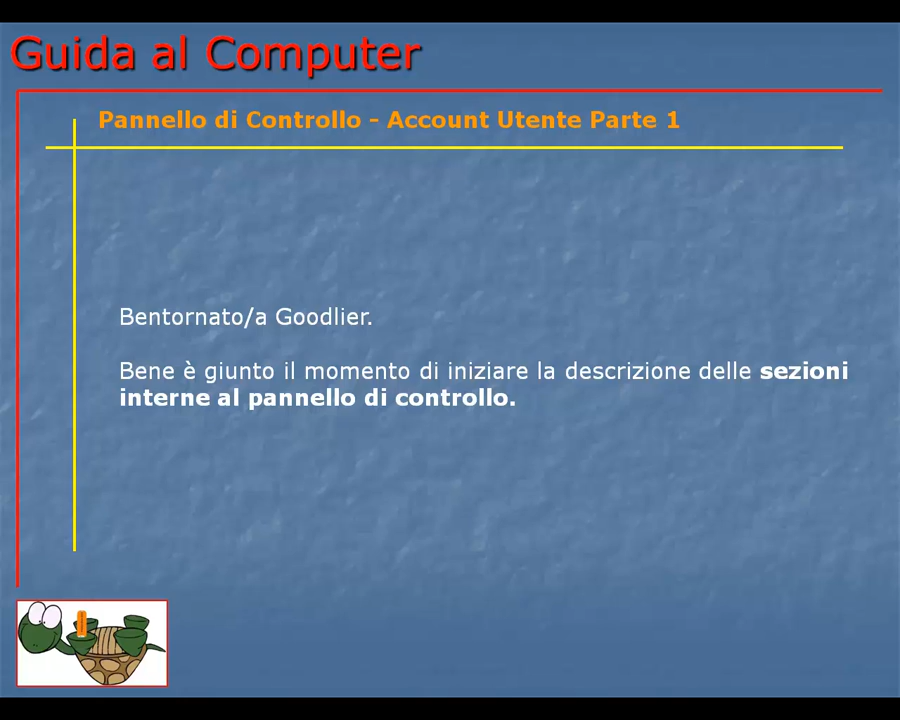 Guida al Computer
Pannello di Controllo - Account Utente Parte 1
Bentornato/a Goodlier.
Bene è giunto il momento di iniziare la descrizione delle sezioni
interne al pannello di controllo.